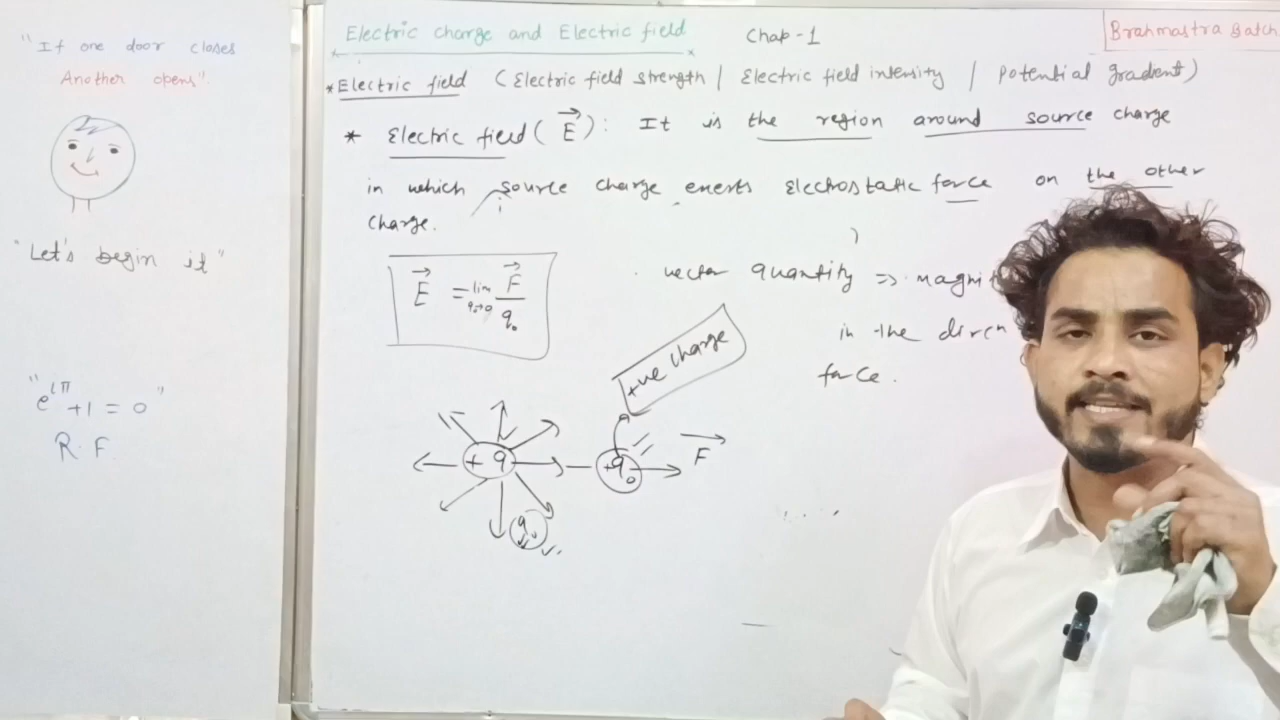 "If one door closes
Another opens".
"Let's begin it"
"e^iπ +1 = 0"
R. F.
Electric charge and Electric field
Chap-1
Brahmastra Batch
* Electric field (Electric field strength / Electric field intensity / Potential gradient)
* Electric field (E→): It is the region around source charge
in which source charge exerts Electrostatic force on the other
charge.
E→ = lim q₀→0 F→/q₀
vector quantity => magnit
in the direcn
force.
+ve charge
+q
+q₀
F→
q₀